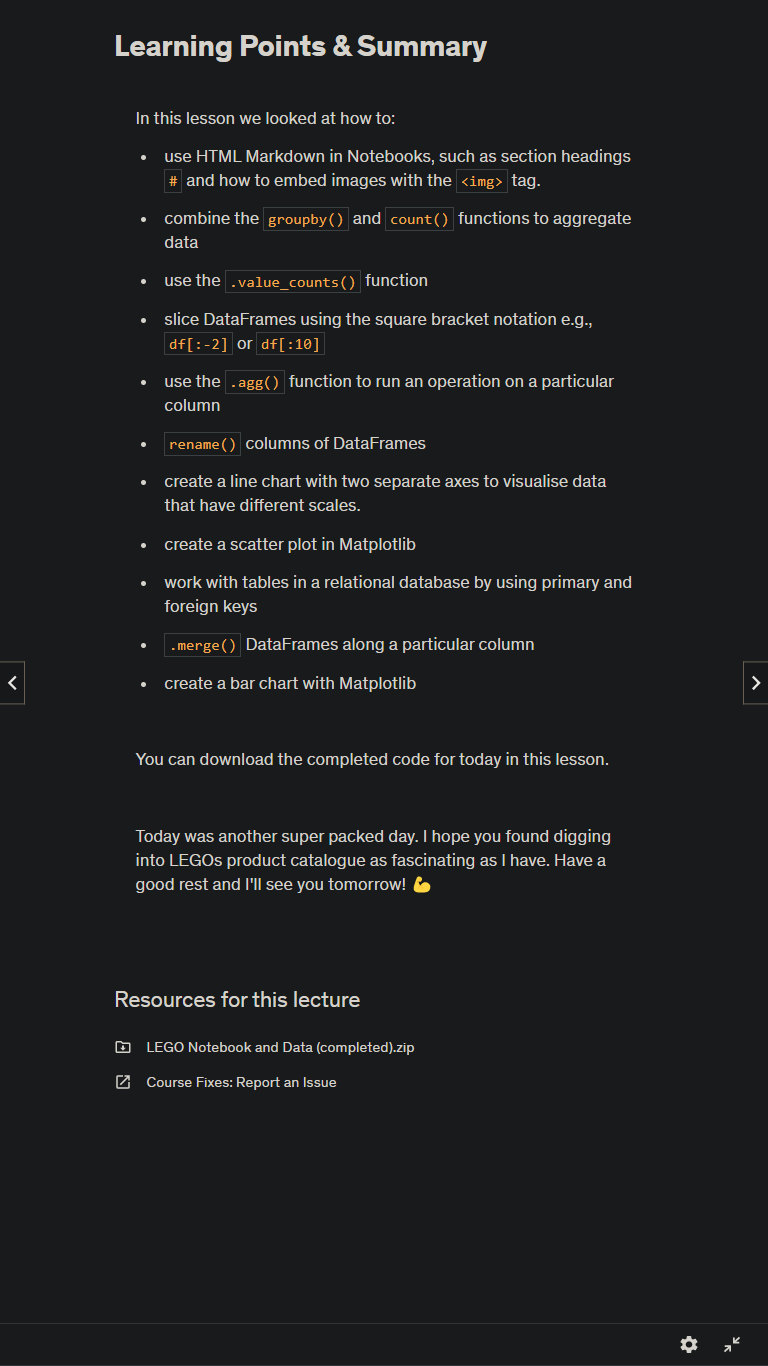 Learning Points & Summary
In this lesson we looked at how to:
• use HTML Markdown in Notebooks, such as section headings
# and how to embed images with the <img> tag.
• combine the groupby() and count() functions to aggregate
data
• use the .value_counts() function
• slice DataFrames using the square bracket notation e.g.,
df[:-2] or df[:10]
• use the .agg() function to run an operation on a particular
column
• rename() columns of DataFrames
• create a line chart with two separate axes to visualise data
that have different scales.
• create a scatter plot in Matplotlib
• work with tables in a relational database by using primary and
foreign keys
• .merge() DataFrames along a particular column
• create a bar chart with Matplotlib
You can download the completed code for today in this lesson.
Today was another super packed day. I hope you found digging
into LEGOs product catalogue as fascinating as I have. Have a
good rest and I'll see you tomorrow! 💪
Resources for this lecture
LEGO Notebook and Data (completed).zip
Course Fixes: Report an Issue